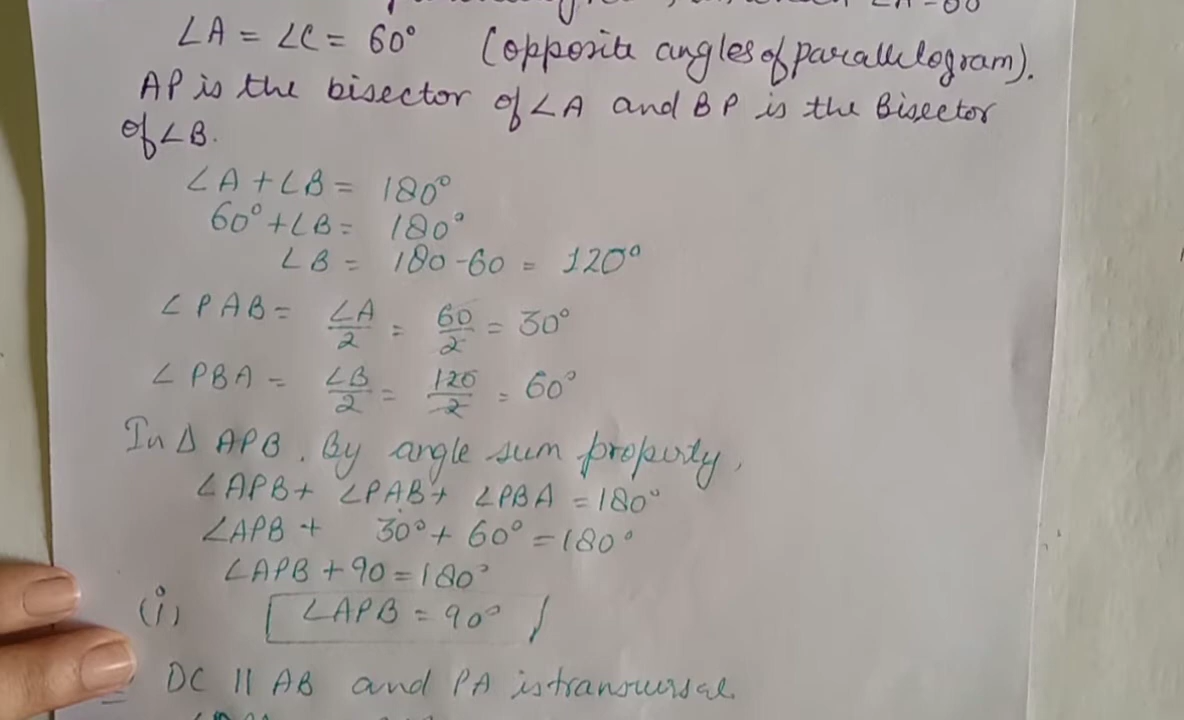 ∠A = ∠C = 60° (opposite angles of parallelogram).
AP is the bisector of ∠A and BP is the Bisector
of ∠B.
∠A + ∠B = 180°
60° + ∠B = 180°
∠B = 180 - 60 = 120°
∠PAB = ∠A/2 = 60/2 = 30°
∠PBA = ∠B/2 = 120/2 = 60°
In Δ APB. By angle sum property,
∠APB + ∠PAB + ∠PBA = 180°
∠APB + 30° + 60° = 180°
∠APB + 90 = 180°
(i) ∠APB = 90°
DC || AB and PA is transversal.